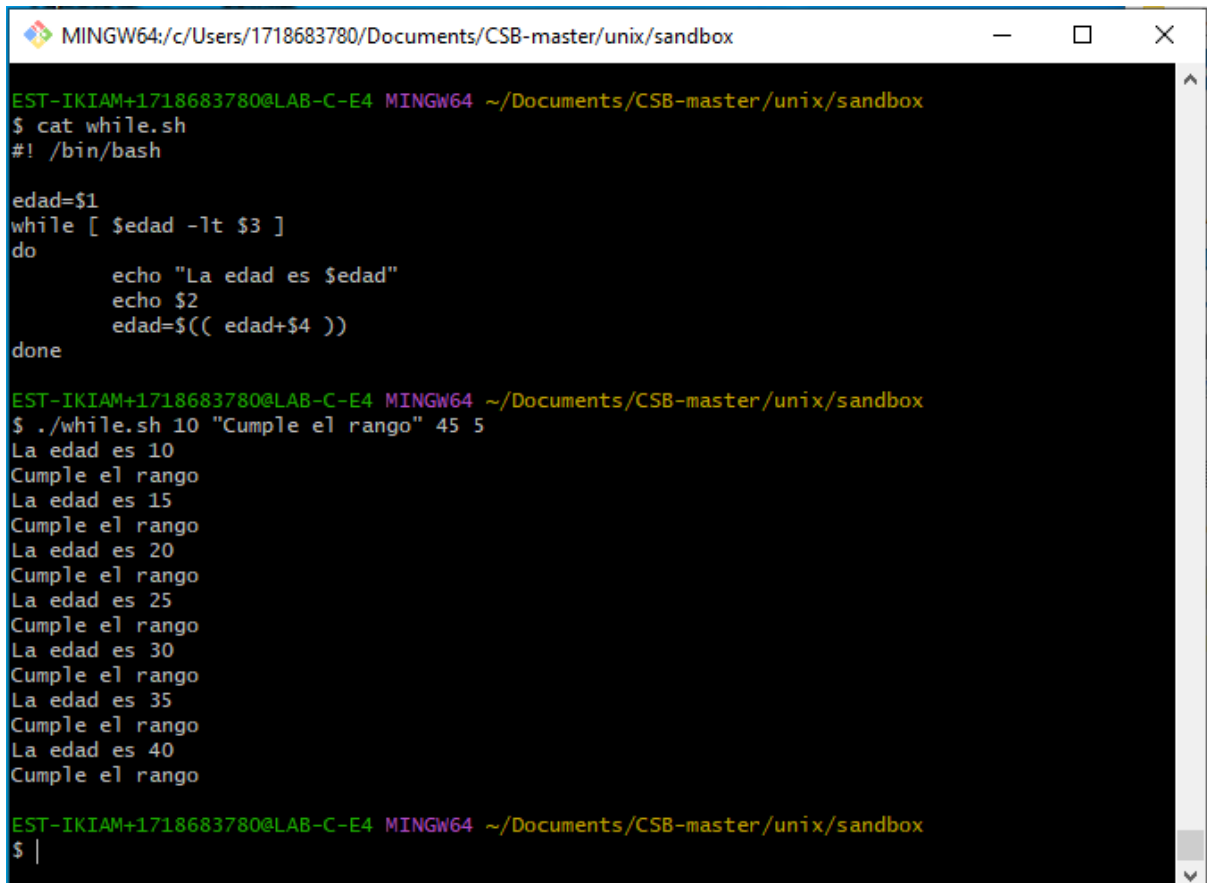 MINGW64:/c/Users/1718683780/Documents/CSB-master/unix/sandbox
EST-IKIAM+1718683780@LAB-C-E4 MINGW64 ~/Documents/CSB-master/unix/sandbox
$ cat while.sh
#! /bin/bash
edad=$1
while [ $edad -lt $3 ]
do
        echo "La edad es $edad"
        echo $2
        edad=$(( edad+$4 ))
done
EST-IKIAM+1718683780@LAB-C-E4 MINGW64 ~/Documents/CSB-master/unix/sandbox
$ ./while.sh 10 "Cumple el rango" 45 5
La edad es 10
Cumple el rango
La edad es 15
Cumple el rango
La edad es 20
Cumple el rango
La edad es 25
Cumple el rango
La edad es 30
Cumple el rango
La edad es 35
Cumple el rango
La edad es 40
Cumple el rango
EST-IKIAM+1718683780@LAB-C-E4 MINGW64 ~/Documents/CSB-master/unix/sandbox
$